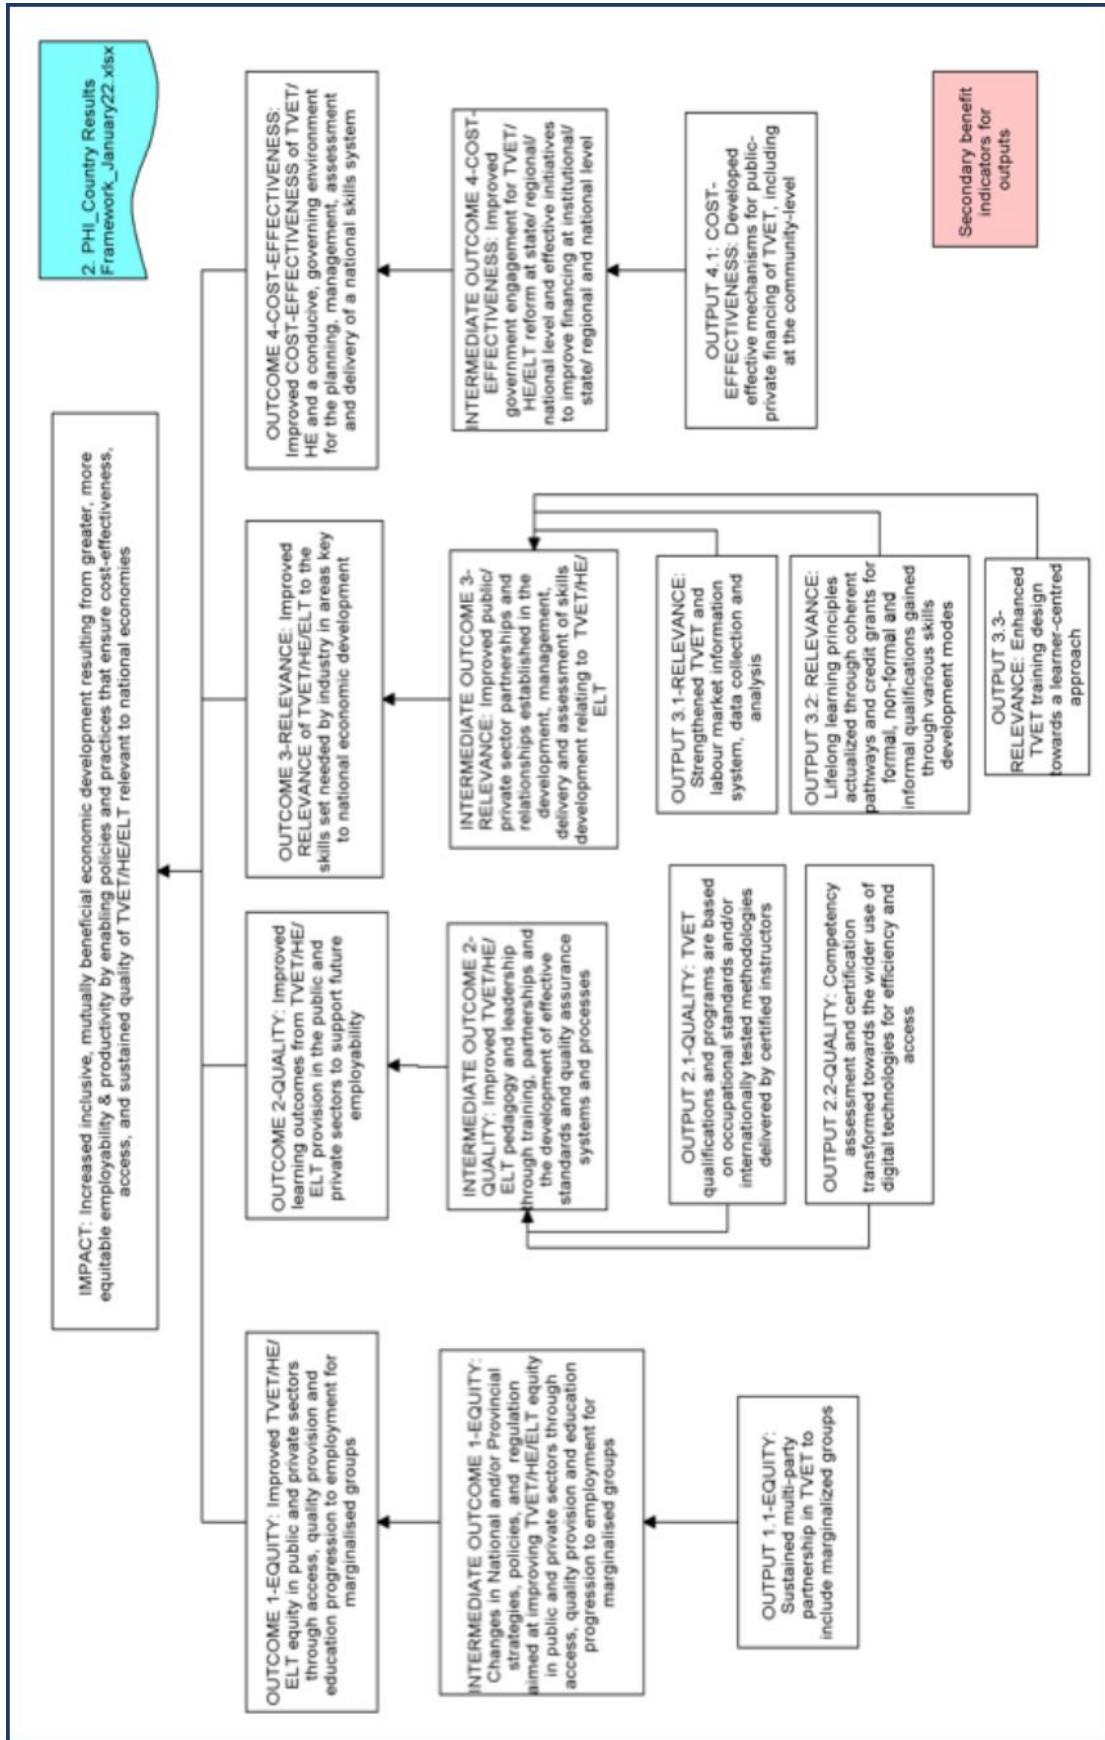 2. PHI_Country Results
Framework_January22.xlsx
IMPACT: Increased inclusive, mutually beneficial economic development resulting from greater, more
equitable employability & productivity by enabling policies and practices that ensure cost-effectiveness,
access, and sustained quality of TVET/HE/ELT relevant to national economies
OUTCOME 1-EQUITY: Improved TVET/HE/
ELT equity in public and private sectors
through access, quality provision and
education progression to employment for
marginalised groups
OUTCOME 2-QUALITY: Improved
learning outcomes from TVET/HE/
ELT provision in the public and
private sectors to support future
employability
OUTCOME 3-RELEVANCE: Improved
RELEVANCE of TVET/HE/ELT to the
skills set needed by industry in areas key
to national economic development
OUTCOME 4-COST-EFFECTIVENESS:
Improved COST-EFFECTIVENESS of TVET/
HE and a conducive, governing environment
for the planning, management, assessment
and delivery of a national skills system
INTERMEDIATE OUTCOME 1-EQUITY:
Changes in National and/or Provincial
strategies, policies, and regulation
aimed at improving TVET/HE/ELT equity
in public and private sectors through
access, quality provision and education
progression to employment for
marginalised groups
INTERMEDIATE OUTCOME 2-
QUALITY: Improved TVET/HE/
ELT pedagogy and leadership
through training, partnerships and
the development of effective
standards and quality assurance
systems and processes
INTERMEDIATE OUTCOME 3-
RELEVANCE: Improved public/
private sector partnerships and
relationships established in the
development, management,
delivery and assessment of skills
development relating to TVET/HE/
ELT
INTERMEDIATE OUTCOME 4-COST-
EFFECTIVENESS: Improved
government engagement for TVET/
HE/ELT reform at state/ regional/
national level and effective initiatives
to improve financing at institutional/
state/ regional and national level
OUTPUT 1.1-EQUITY:
Sustained multi-party
partnership in TVET to
include marginalized groups
OUTPUT 2.1-QUALITY: TVET
qualifications and programs are based
on occupational standards and/or
internationally tested methodologies
delivered by certified instructors
OUTPUT 2.2-QUALITY: Competency
assessment and certification
transformed towards the wider use of
digital technologies for efficiency and
access
OUTPUT 3.1-RELEVANCE:
Strengthened TVET and
labour market information
system, data collection and
analysis
OUTPUT 3.2: RELEVANCE:
Lifelong learning principles
actualized through coherent
pathways and credit grants for
formal, non-formal and
informal qualifications gained
through various skills
development modes
OUTPUT 3.3-
RELEVANCE: Enhanced
TVET training design
towards a learner-centred
approach
OUTPUT 4.1: COST-
EFFECTIVENESS: Developed
effective mechanisms for public-
private financing of TVET, including
at the community-level
Secondary benefit
indicators for
outputs